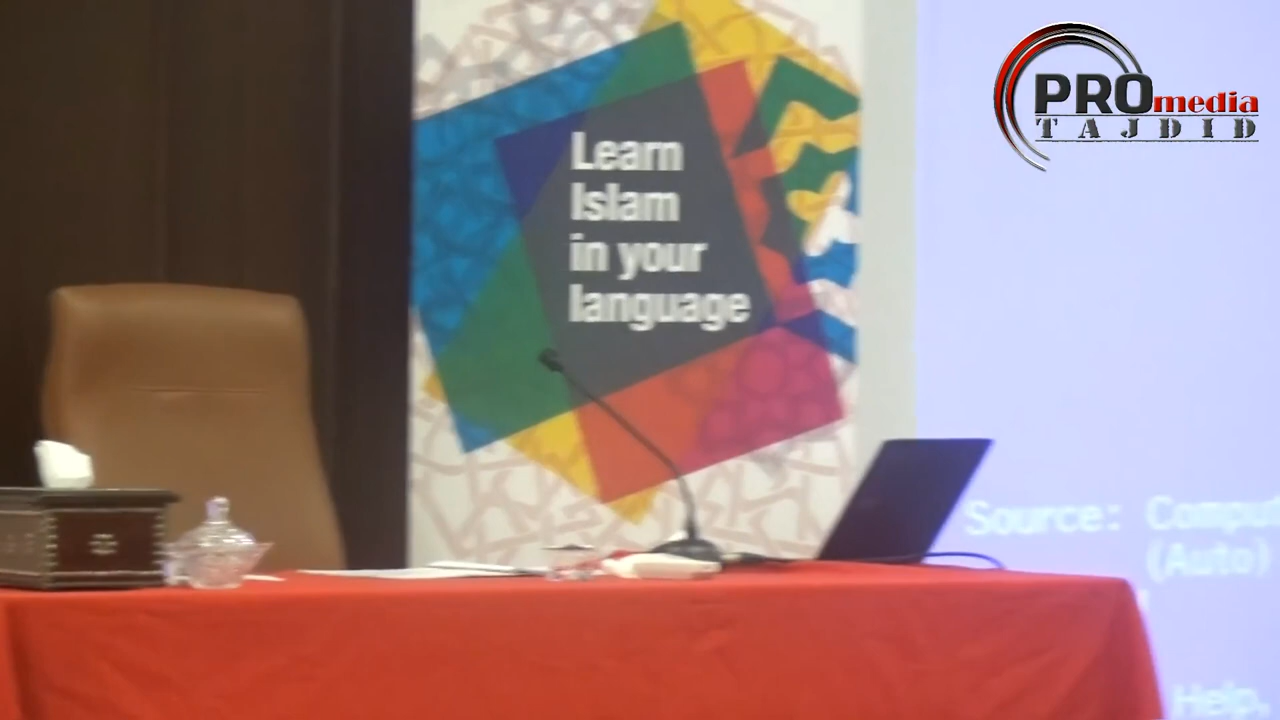 PROmedia
TAJDID
Learn
Islam
in your
language
Source:
(Auto)
Help,